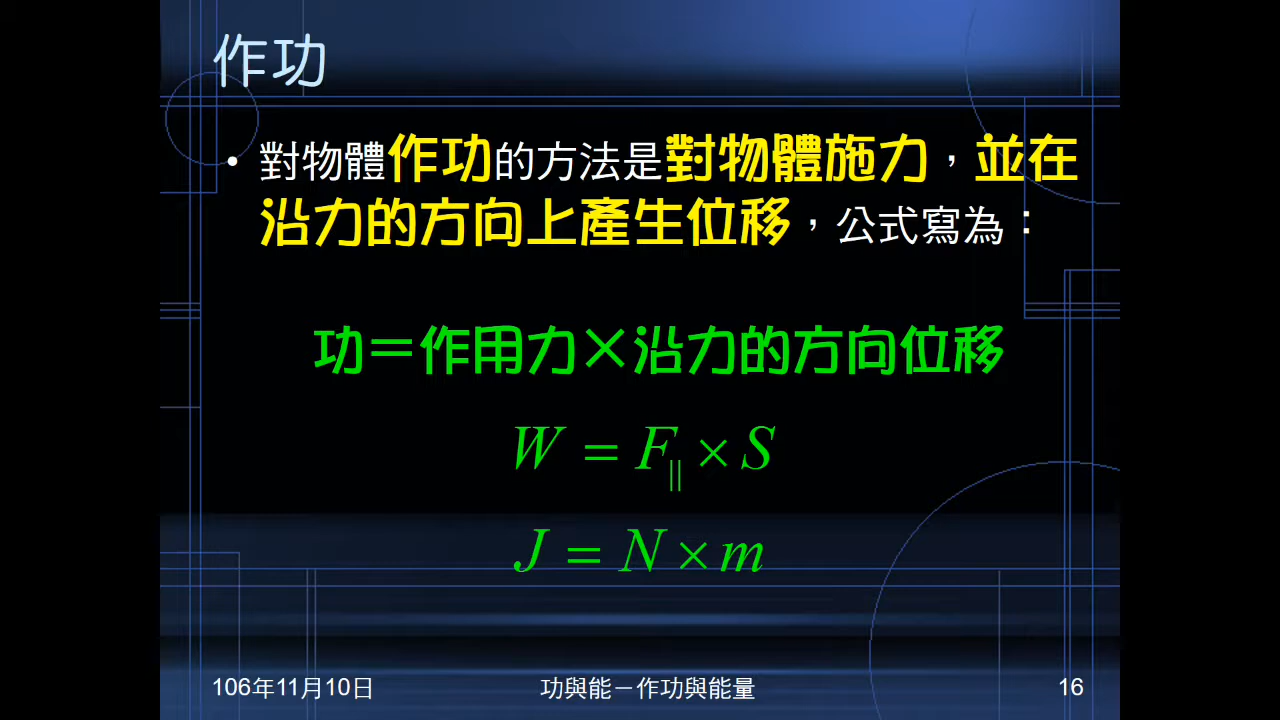 作功
• 對物體作功的方法是對物體施力，並在
沿力的方向上產生位移，公式寫為：
功＝作用力×沿力的方向位移
W = F∥ × S
J = N × m
106年11月10日
功與能－作功與能量
16